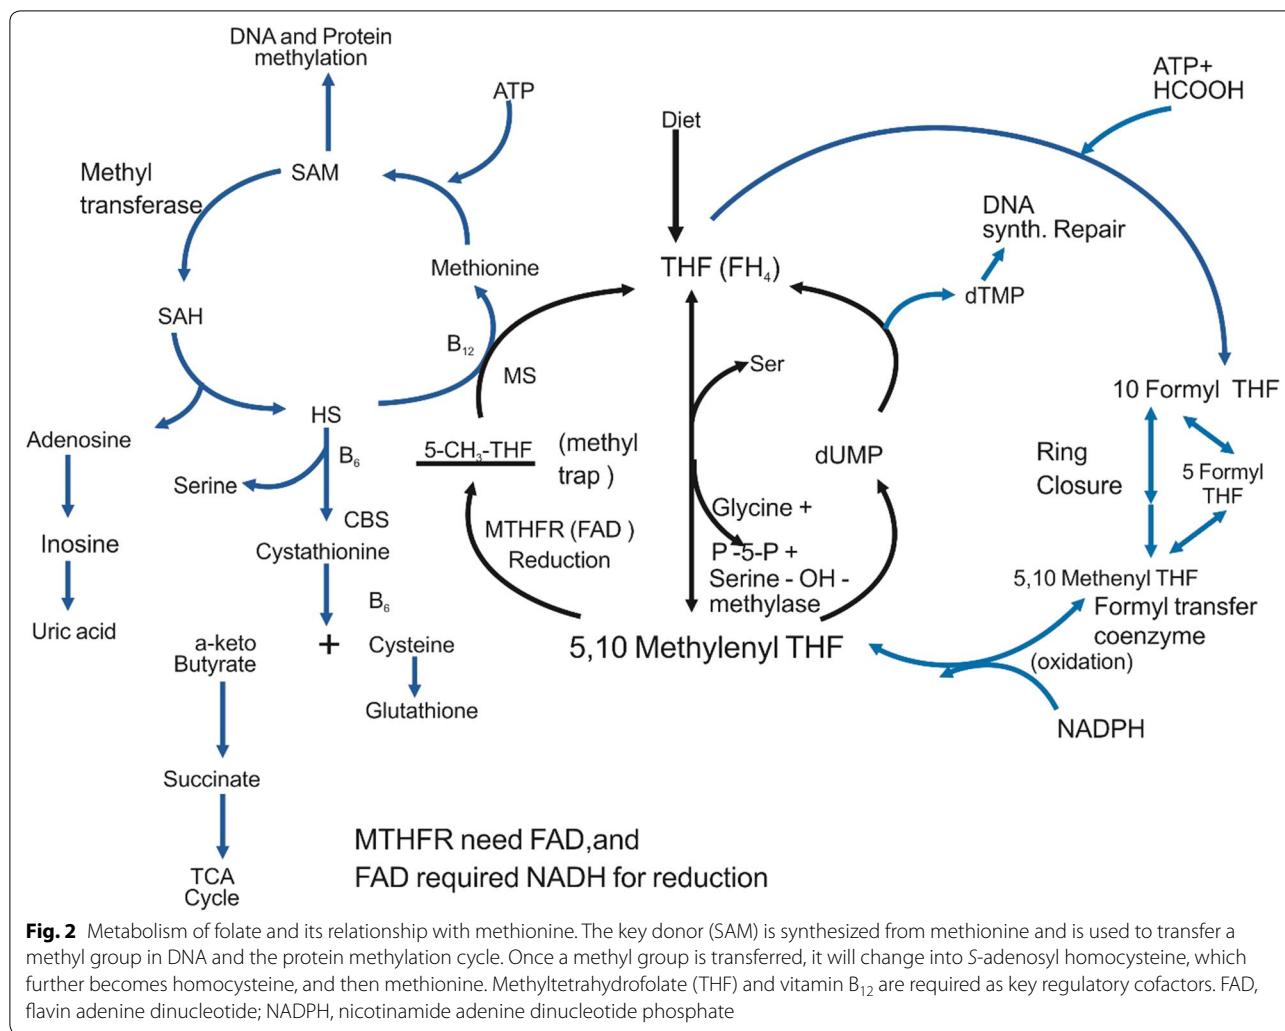 DNA and Protein
methylation
ATP
ATP+
HCOOH
Diet
Methyl
transferase
SAM
DNA
synth. Repair
Methionine
THF (FH₄)
dTMP
SAH
B₁₂
MS
Ser
10 Formyl THF
HS
Adenosine
B₆
5-CH₃-THF
(methyl
trap )
dUMP
Ring
Closure
5 Formyl
THF
Serine
CBS
Glycine +
Inosine
Cystathionine
MTHFR (FAD )
Reduction
P -5-P +
Serine - OH -
methylase
5,10 Methenyl THF
Formyl transfer
coenzyme
(oxidation)
B₆
Uric acid
a-keto
Butyrate
+
Cysteine
5,10 Methylenyl THF
Glutathione
NADPH
Succinate
MTHFR need FAD,and
FAD required NADH for reduction
TCA
Cycle
Fig. 2 Metabolism of folate and its relationship with methionine. The key donor (SAM) is synthesized from methionine and is used to transfer a
methyl group in DNA and the protein methylation cycle. Once a methyl group is transferred, it will change into S-adenosyl homocysteine, which
further becomes homocysteine, and then methionine. Methyltetrahydrofolate (THF) and vitamin B₁₂ are required as key regulatory cofactors. FAD,
flavin adenine dinucleotide; NADPH, nicotinamide adenine dinucleotide phosphate